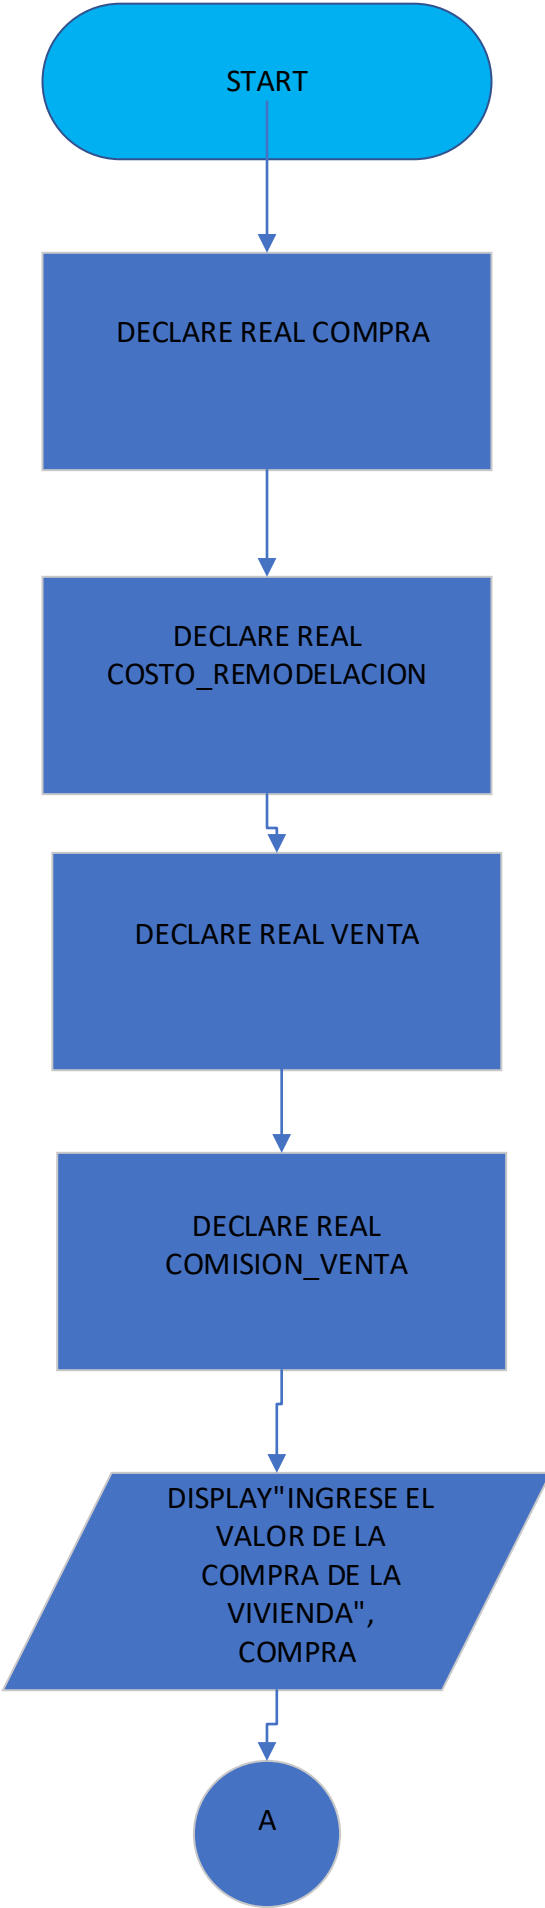 START
DECLARE REAL COMPRA
DECLARE REAL
COSTO_REMODELACION
DECLARE REAL VENTA
DECLARE REAL
COMISION_VENTA
DISPLAY"INGRESE EL
VALOR DE LA
COMPRA DE LA
VIVIENDA",
COMPRA
A